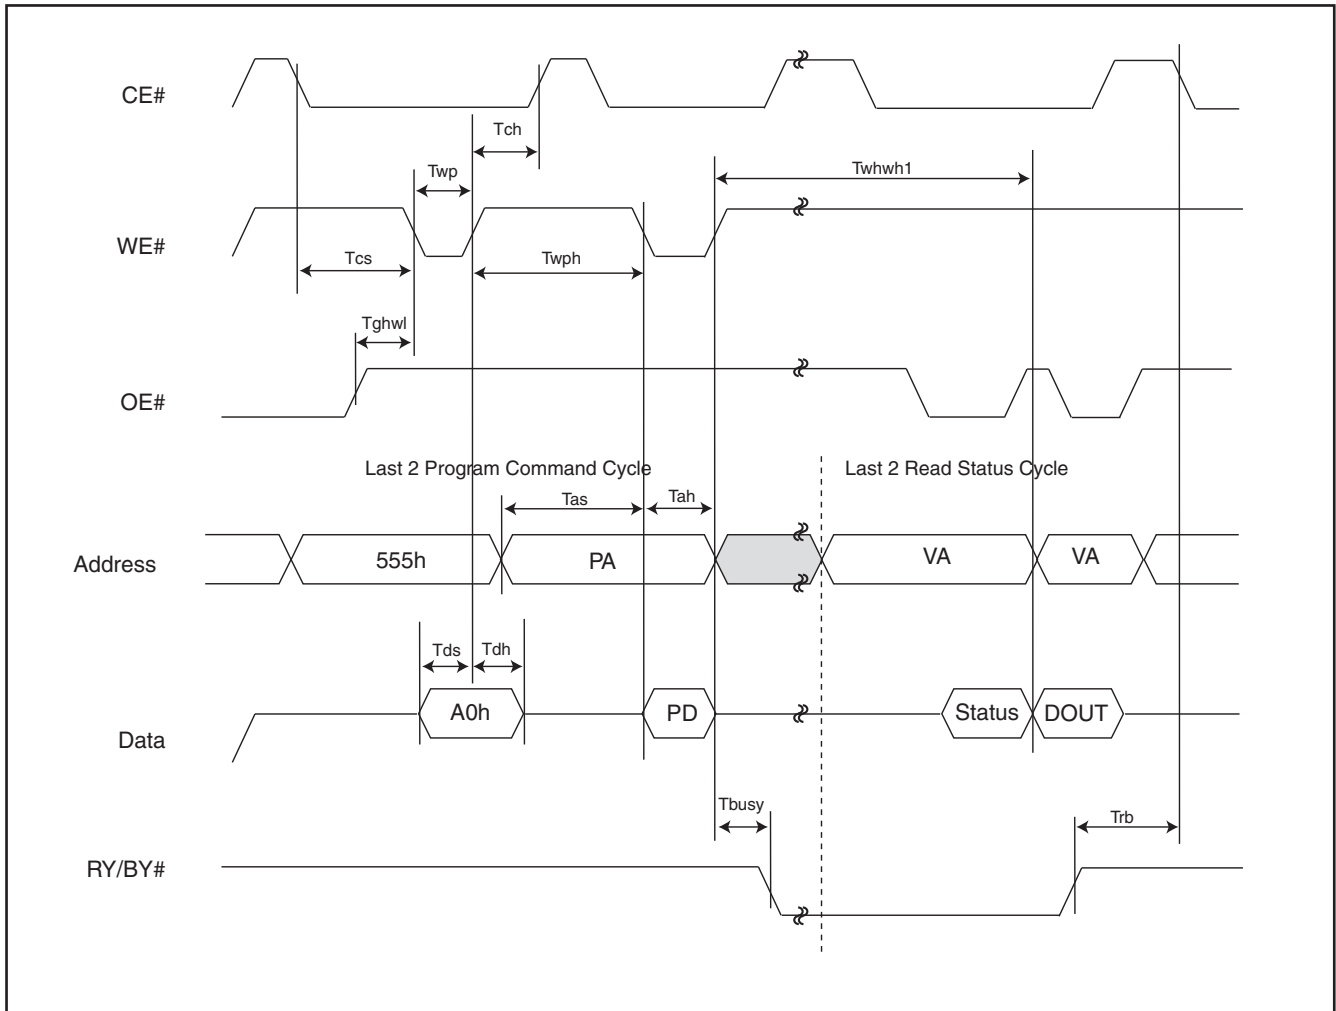 CE#
Tch
Twp
Twhwh1
WE#
Tcs
Twph
Tghwl
OE#
Last 2 Program Command Cycle
Last 2 Read Status Cycle
Tas
Tah
Address
555h
PA
VA
VA
Tds
Tdh
A0h
PD
Status
DOUT
Data
Tbusy
Trb
RY/BY#